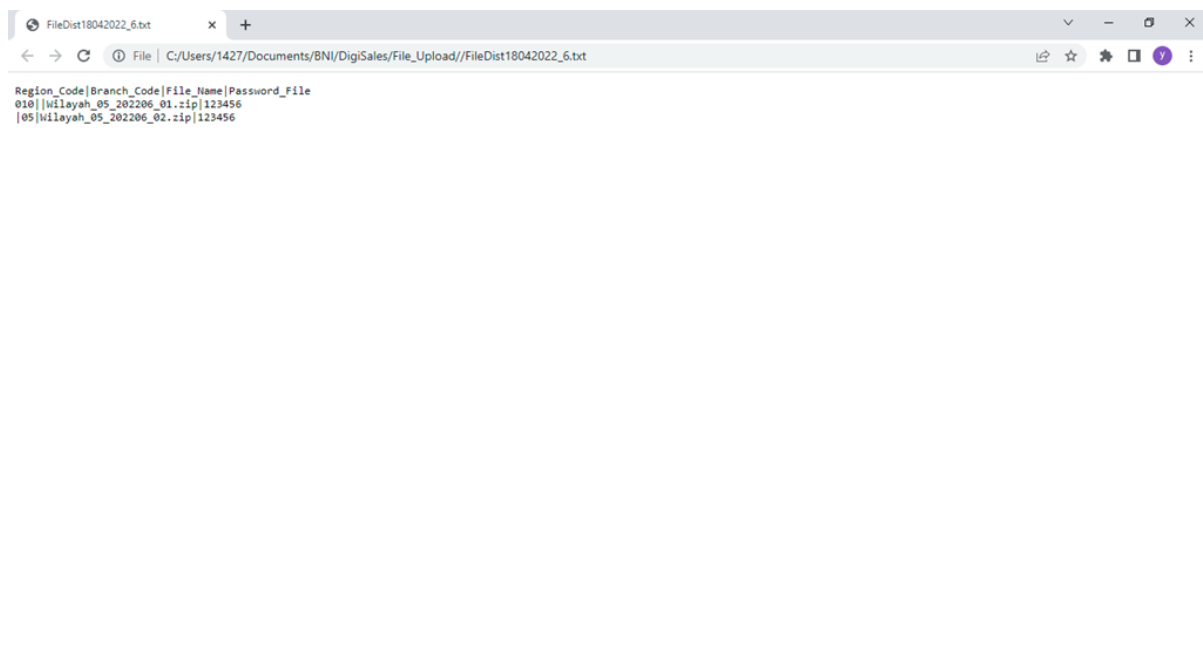 FileDist18042022_6.txt
File | C:/Users/1427/Documents/BNI/DigiSales/File_Upload//FileDist18042022_6.txt
y
Region_Code|Branch_Code|File_Name|Password_File
010||Wilayah_05_202206_01.zip|123456
|05|Wilayah_05_202206_02.zip|123456